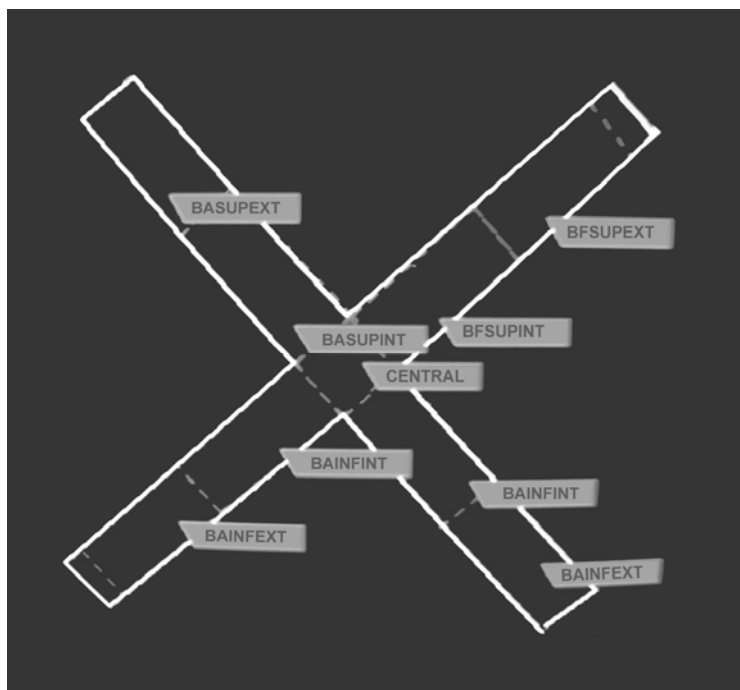 BASUPEXT
BFSUPEXT
BASUPINT
BFSUPINT
CENTRAL
BAINFINT
BAINFINT
BAINFEXT
BAINFEXT